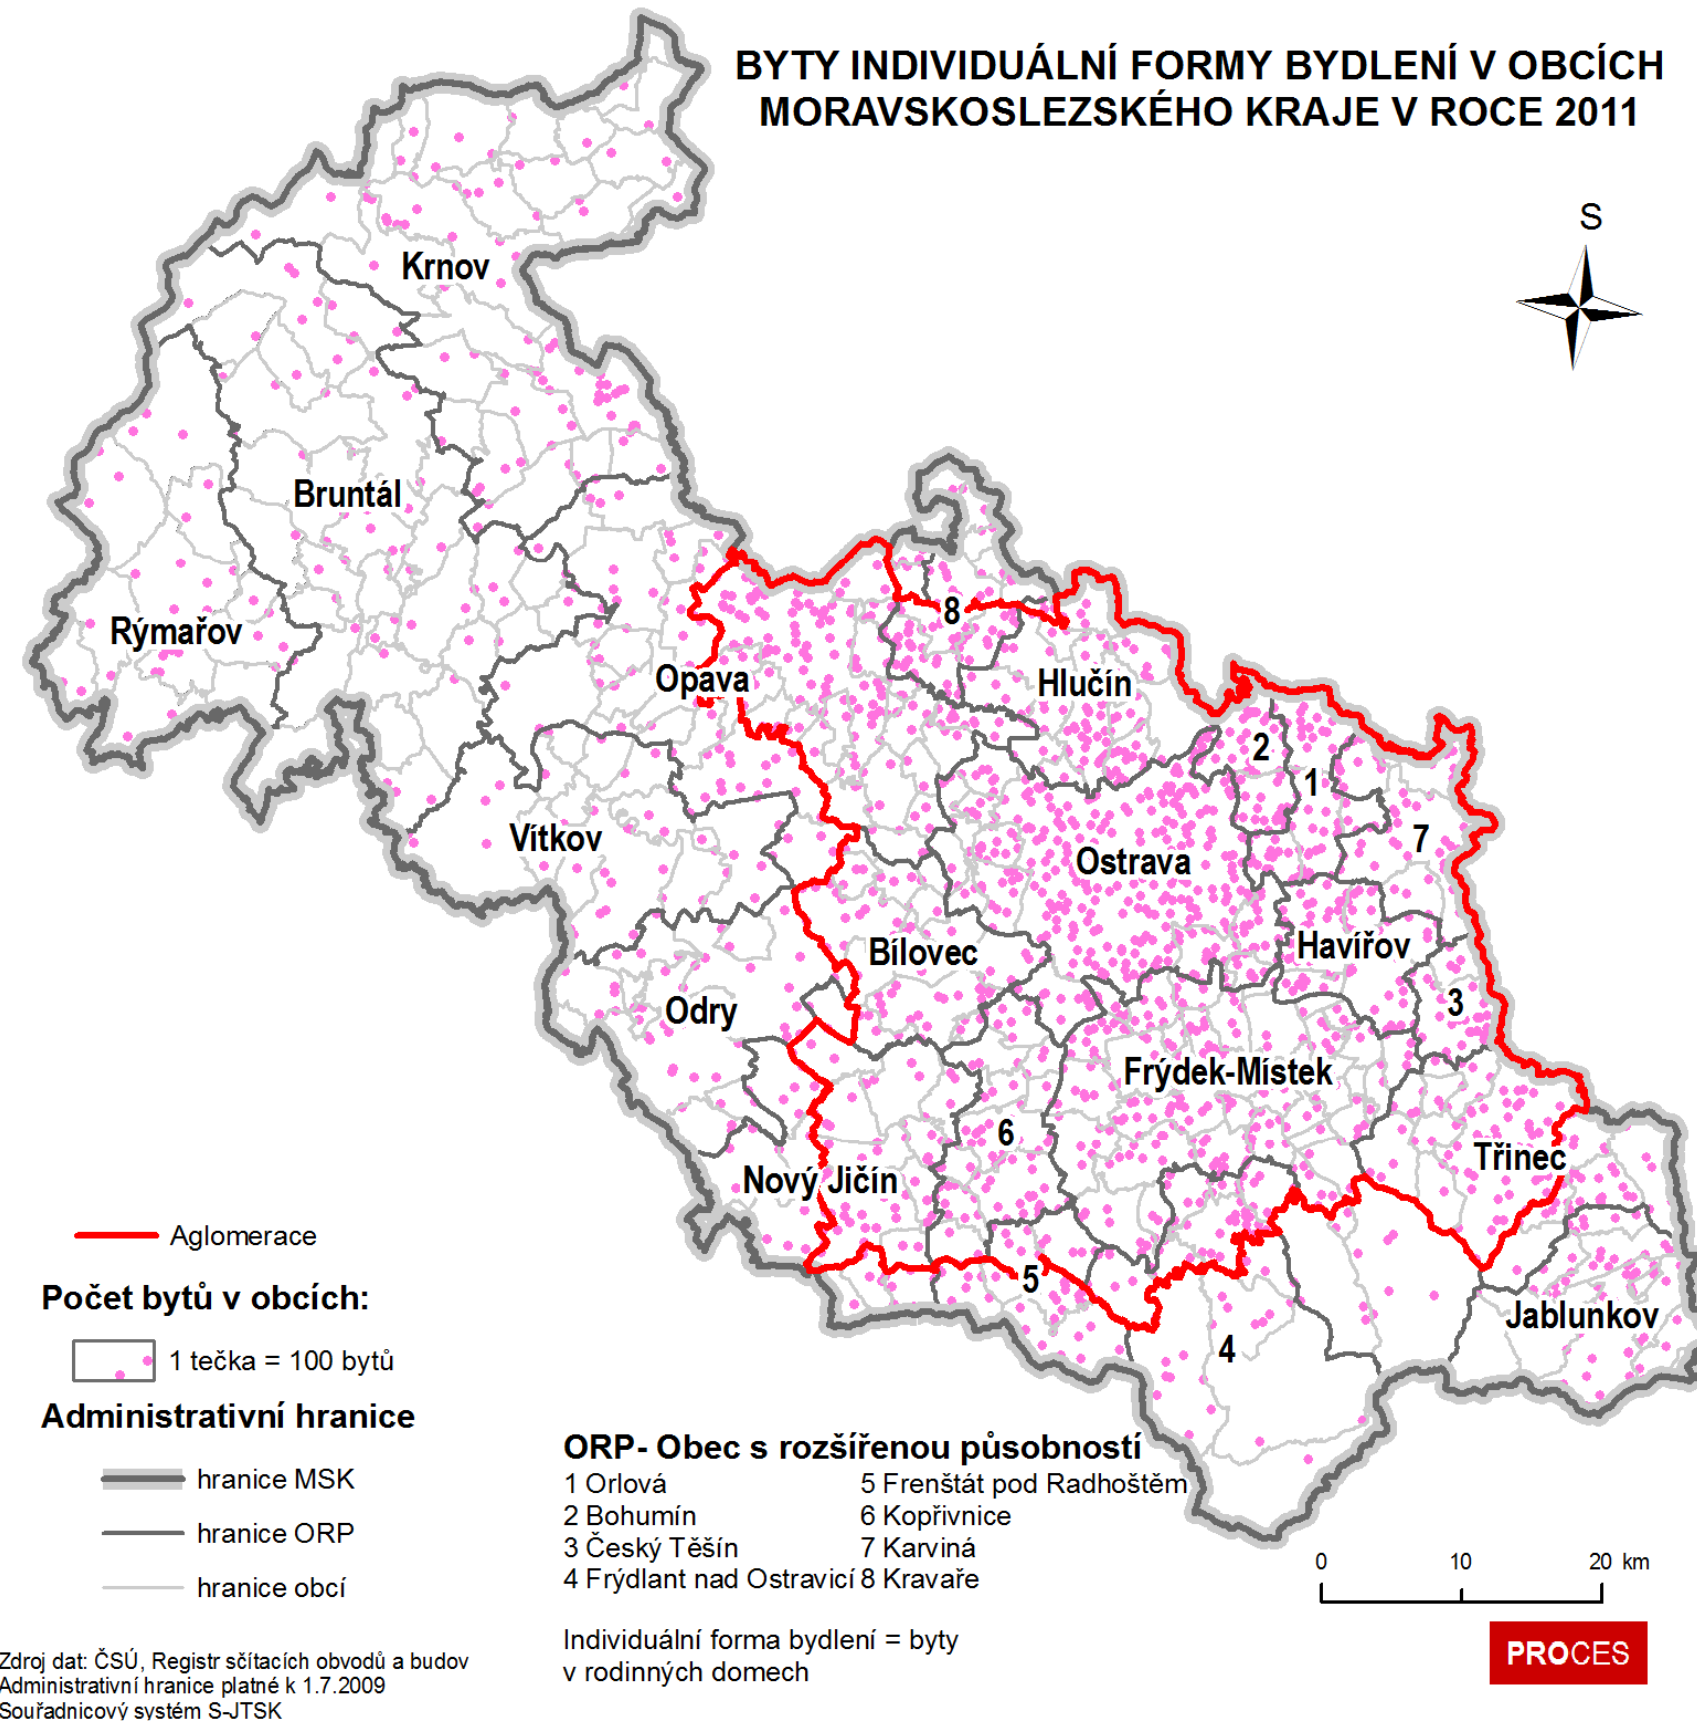 BYTY INDIVIDUÁLNÍ FORMY BYDLENÍ V OBCÍCH
MORAVSKOSLEZSKÉHO KRAJE V ROCE 2011
S
Krnov
Bruntál
Rýmařov
8
Opava
Hlučín
2
1
Vítkov
Ostrava
7
Bílovec
Havířov
Odry
3
Frýdek-Místek
6
Třinec
Nový Jičín
5
Jablunkov
4
Aglomerace
Počet bytů v obcích:
1 tečka = 100 bytů
Administrativní hranice
hranice MSK
hranice ORP
hranice obcí
ORP- Obec s rozšířenou působností
1 Orlová
2 Bohumín
3 Český Těšín
4 Frýdlant nad Ostravicí
5 Frenštát pod Radhoštěm
6 Kopřivnice
7 Karviná
8 Kravaře
Individuální forma bydlení = byty
v rodinných domech
0 10 20 km
PROCES
Zdroj dat: ČSÚ, Registr sčítacích obvodů a budov
Administrativní hranice platné k 1.7.2009
Souřadnicový systém S-JTSK